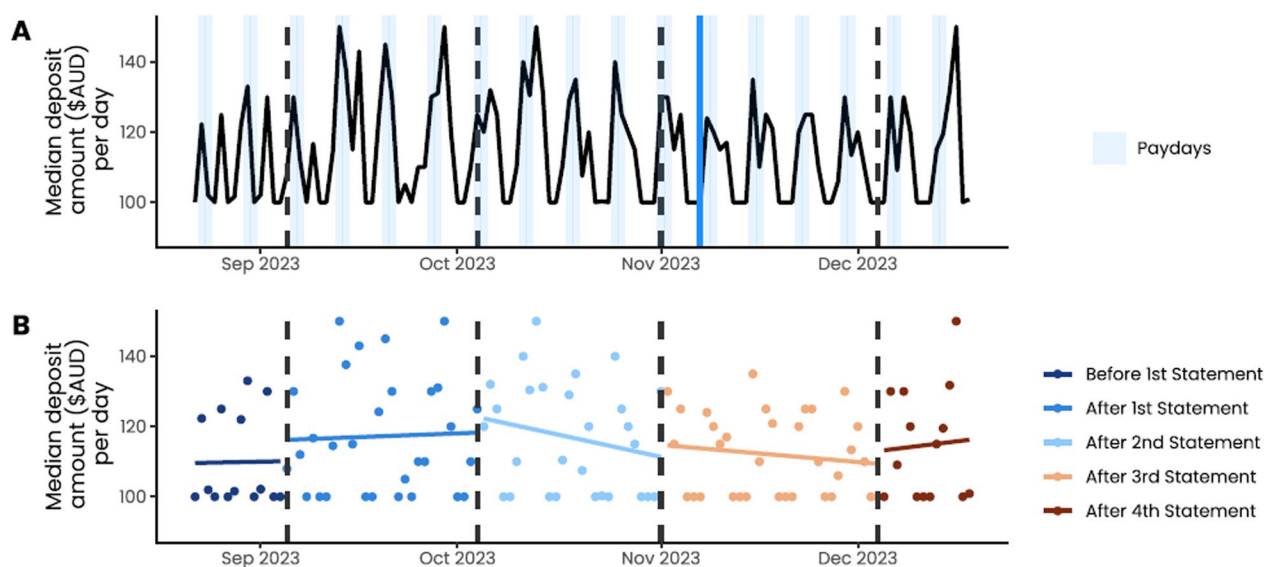 A
Median deposit
amount ($AUD)
per day
140
120
100
Sep 2023
Oct 2023
Nov 2023
Dec 2023
Paydays
B
Median deposit
amount ($AUD)
per day
140
120
100
Sep 2023
Oct 2023
Nov 2023
Dec 2023
Before 1st Statement
After 1st Statement
After 2nd Statement
After 3rd Statement
After 4th Statement